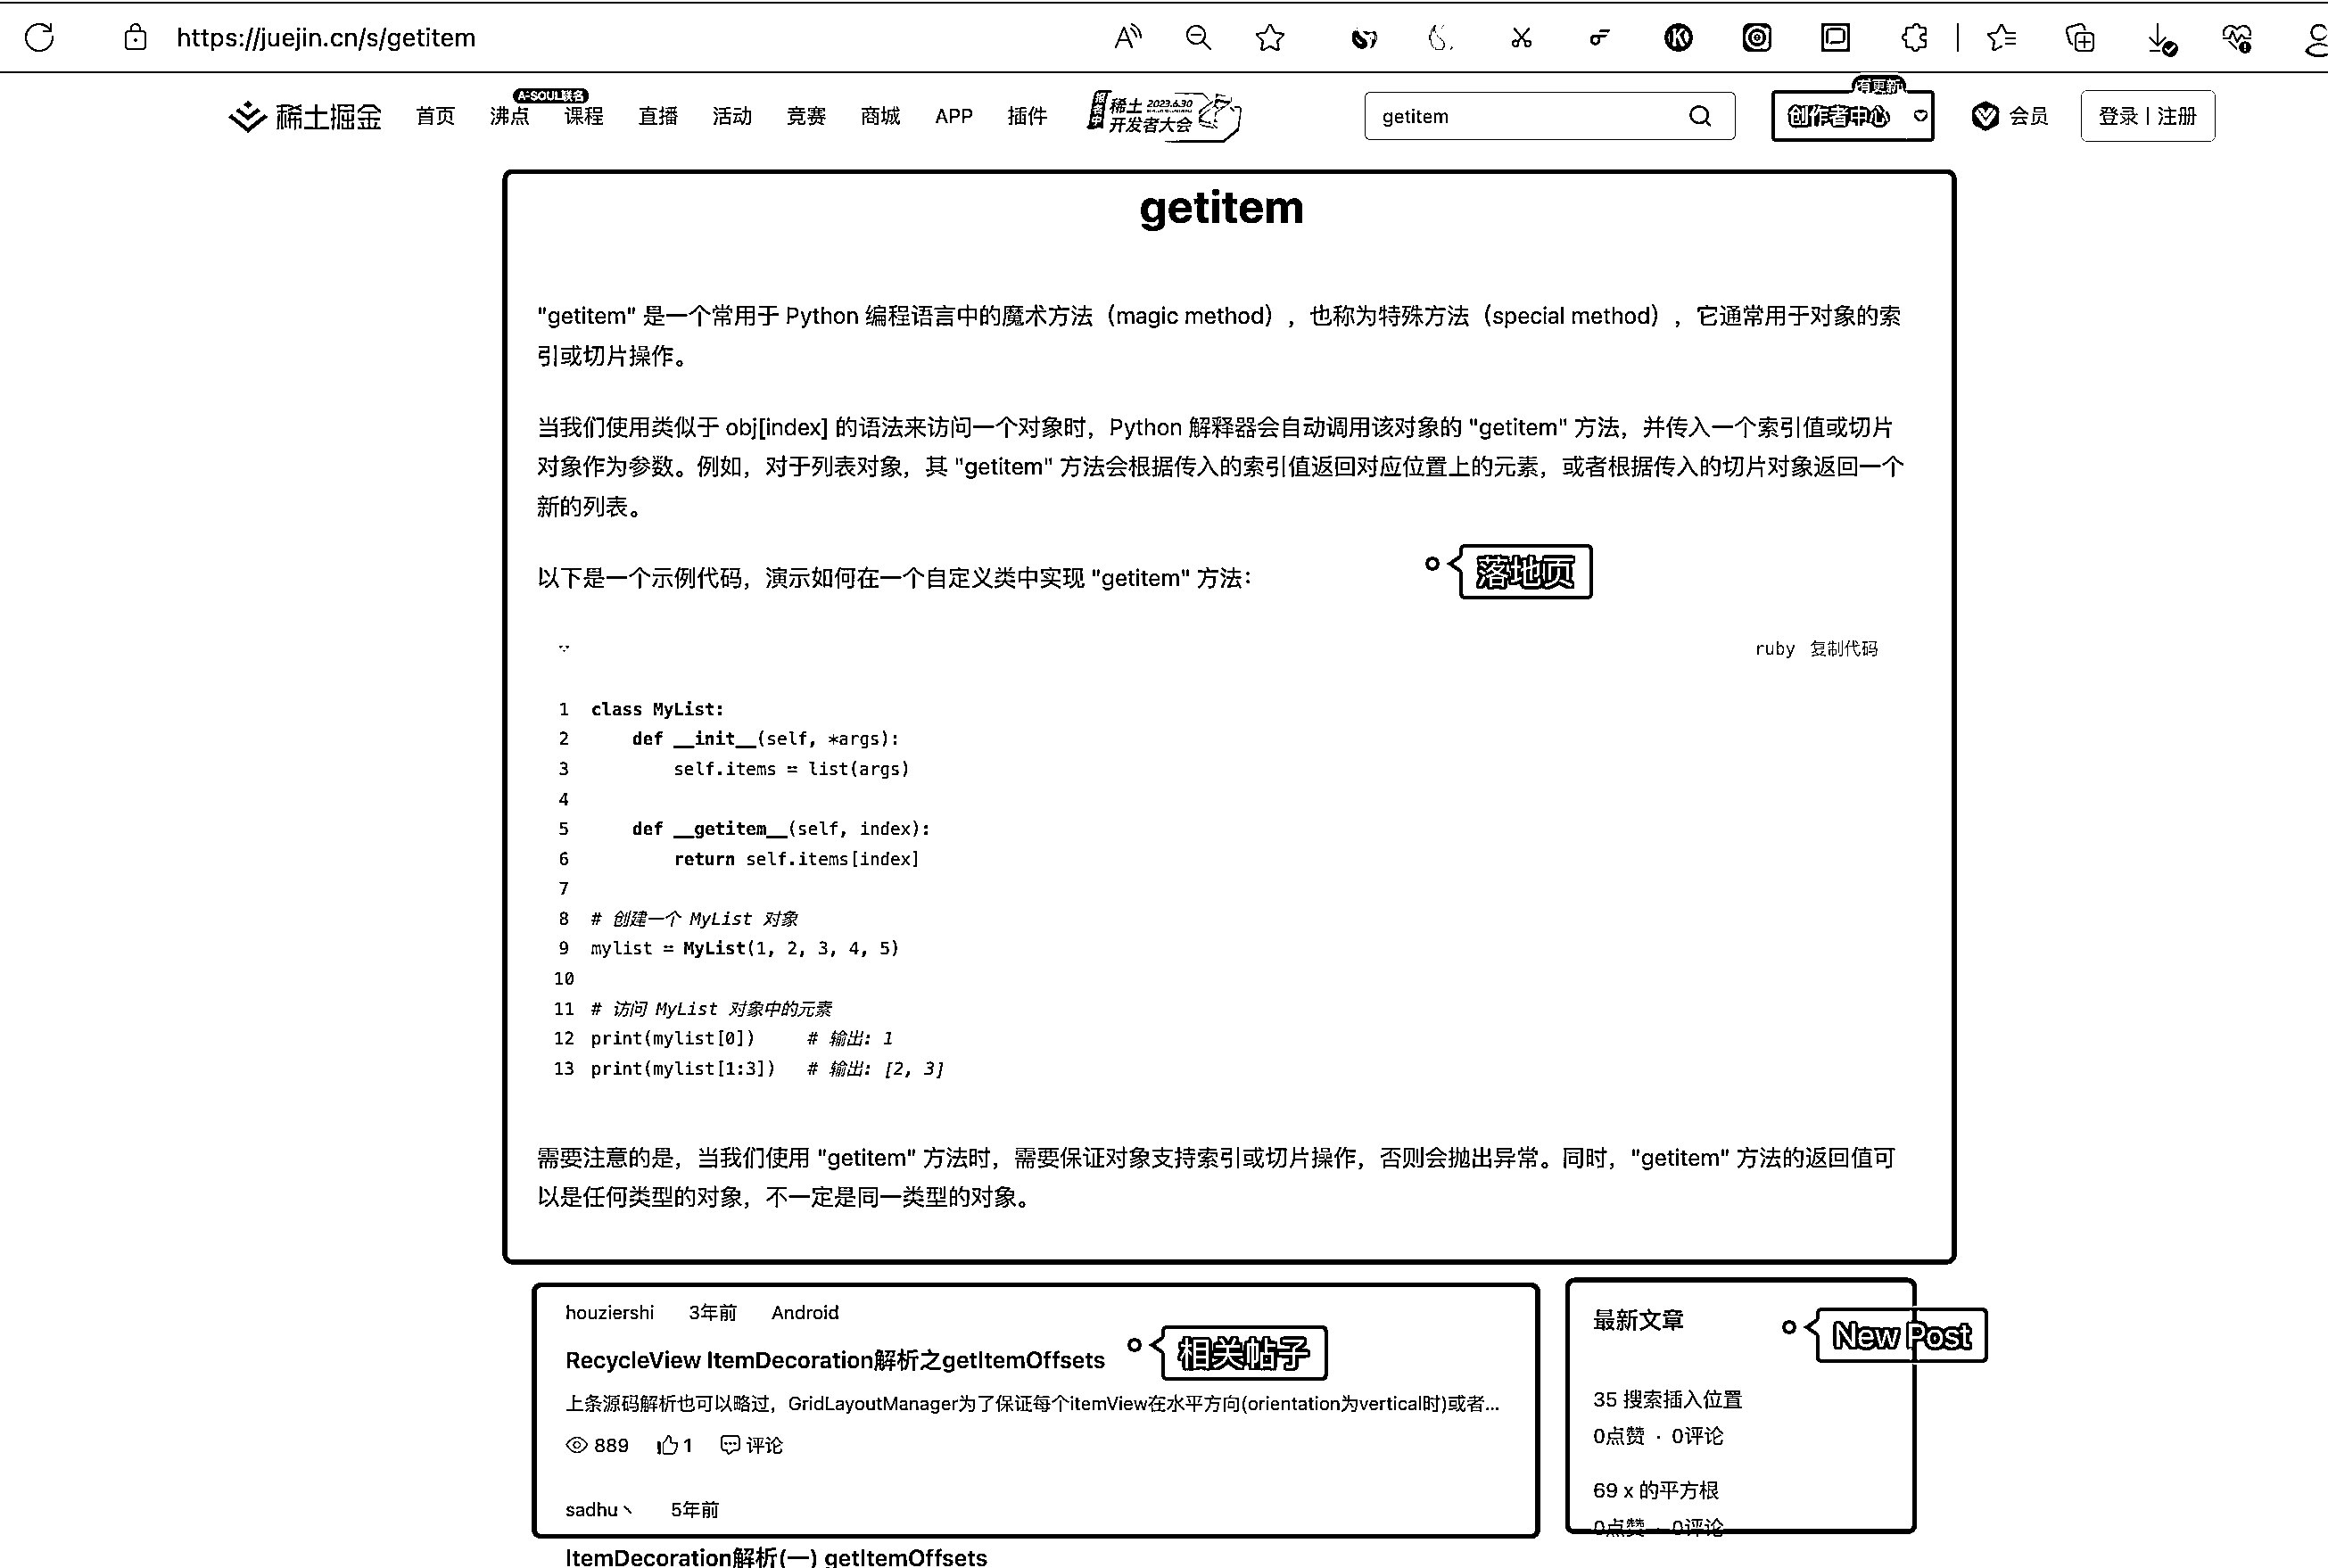 https://juejin.cn/s/getitem
稀土掘金 首页 沸点 A-SOUL联名 课程 直播 活动 竞赛 商城 APP 插件 稀土 2023.6.30 开发者大会 getitem 有更新 创作者中心 会员 登录 | 注册
getitem
"getitem" 是一个常用于 Python 编程语言中的魔术方法（magic method），也称为特殊方法（special method），它通常用于对象的索
引或切片操作。
当我们使用类似于 obj[index] 的语法来访问一个对象时，Python 解释器会自动调用该对象的 "getitem" 方法，并传入一个索引值或切片
对象作为参数。例如，对于列表对象，其 "getitem" 方法会根据传入的索引值返回对应位置上的元素，或者根据传入的切片对象返回一个
新的列表。
以下是一个示例代码，演示如何在一个自定义类中实现 "getitem" 方法：
落地页
ruby 复制代码
1 class MyList:
2 def __init__(self, *args):
3 self.items = list(args)
4
5 def __getitem__(self, index):
6 return self.items[index]
7
8 # 创建一个 MyList 对象
9 mylist = MyList(1, 2, 3, 4, 5)
10
11 # 访问 MyList 对象中的元素
12 print(mylist[0]) # 输出: 1
13 print(mylist[1:3]) # 输出: [2, 3]
需要注意的是，当我们使用 "getitem" 方法时，需要保证对象支持索引或切片操作，否则会抛出异常。同时，"getitem" 方法的返回值可
以是任何类型的对象，不一定是同一类型的对象。
houziershi 3年前 Android
RecycleView ItemDecoration解析之getItemOffsets
相关帖子
上条源码解析也可以略过，GridLayoutManager为了保证每个itemView在水平方向(orientation为vertical时)或者...
889 1 评论
sadhu丶 5年前
ItemDecoration解析(一) getItemOffsets
最新文章
New Post
35 搜索插入位置
0点赞 · 0评论
69 x 的平方根
0点赞 · 0评论